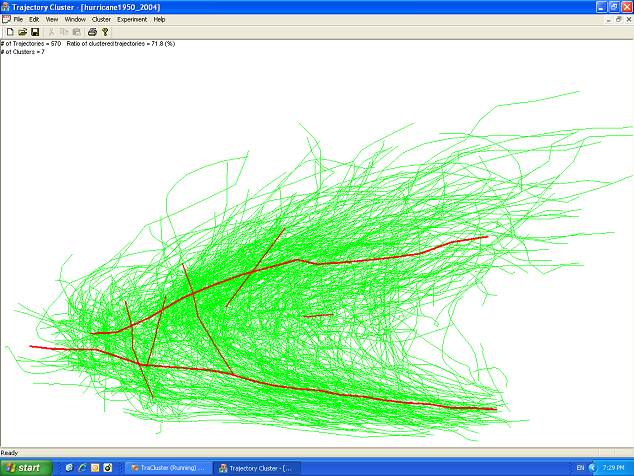 Trajectory Cluster - [hurricane1950_2004]
File Edit View Window Cluster Experiment Help
# of Trajectories = 570 Ratio of clustered trajectories = 71.8 (%)
# of Clusters = 7
Ready
start TraCluster (Running) ... Trajectory Cluster - [... EN 7:29 PM